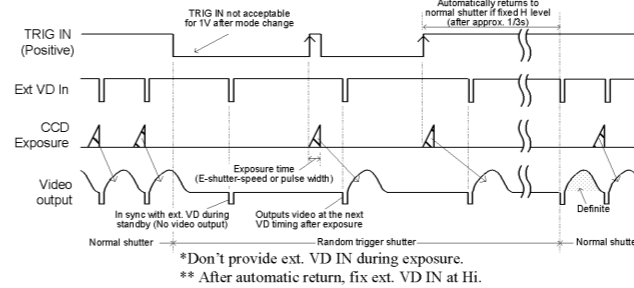 Automatically returns to
normal shutter if fixed H level
(after approx. 1/3s)
TRIG IN not acceptable
for 1V after mode change
TRIG IN
(Positive)
Ext VD In
CCD
Exposure
Exposure time
(E-shutter-speed or pulse width)
Video
output
In sync with ext. VD during
standby (No video output)
Outputs video at the next
VD timing after exposure
Definite
Normal shutter
Random trigger shutter
Normal shutte
*Don't provide ext. VD IN during exposure.
** After automatic return, fix ext. VD IN at Hi.